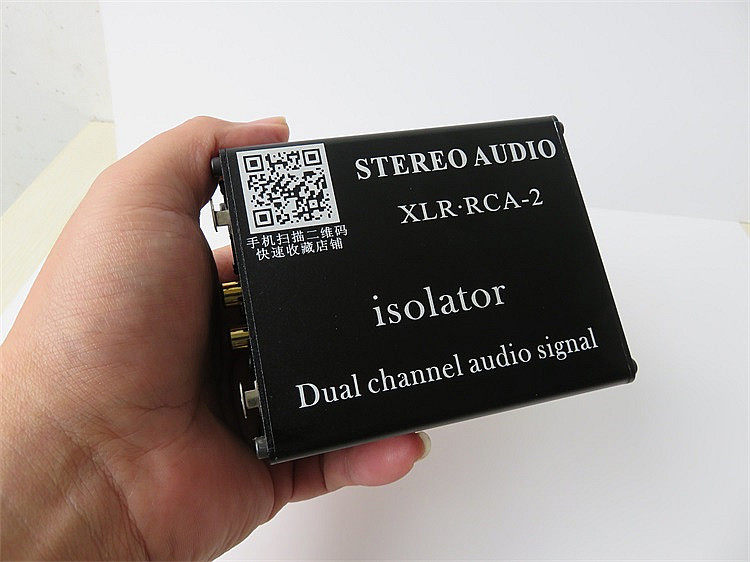 STEREO AUDIO
XLR·RCA-2
手机扫描二维码
快速收藏店铺
isolator
Dual channel audio signal